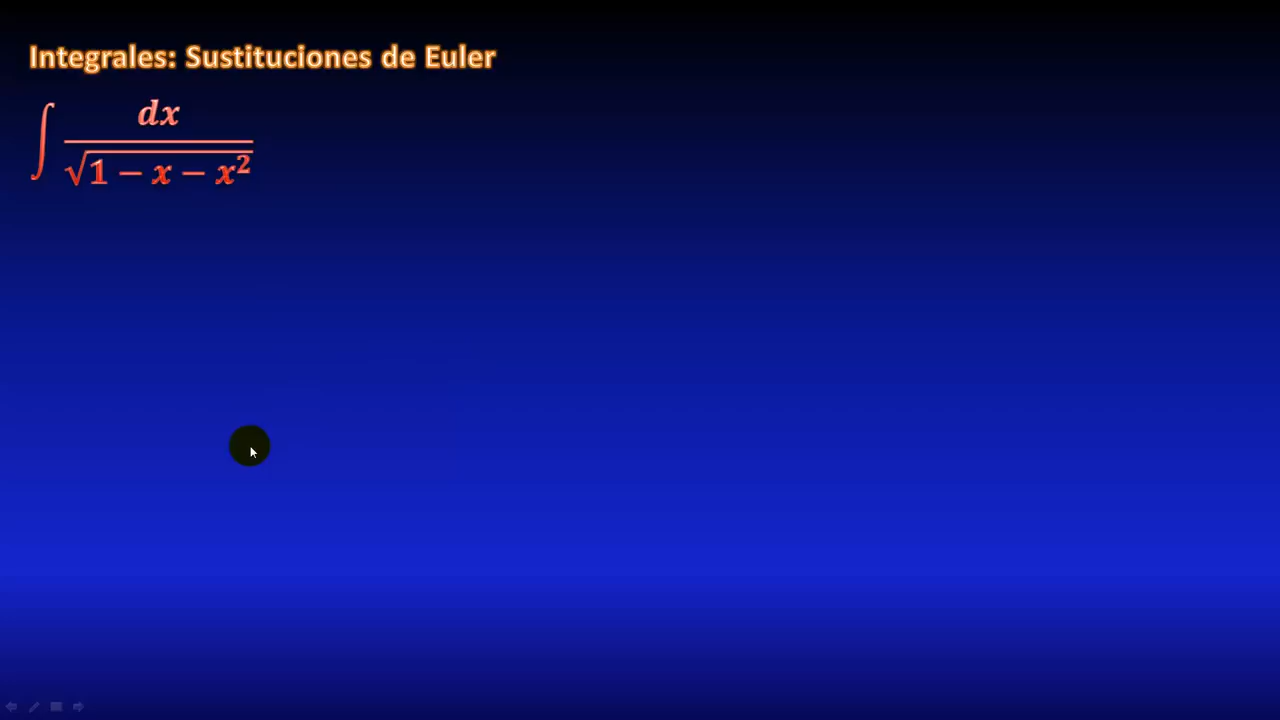 Integrales: Sustituciones de Euler
∫ dx / √(1 − x − x²)